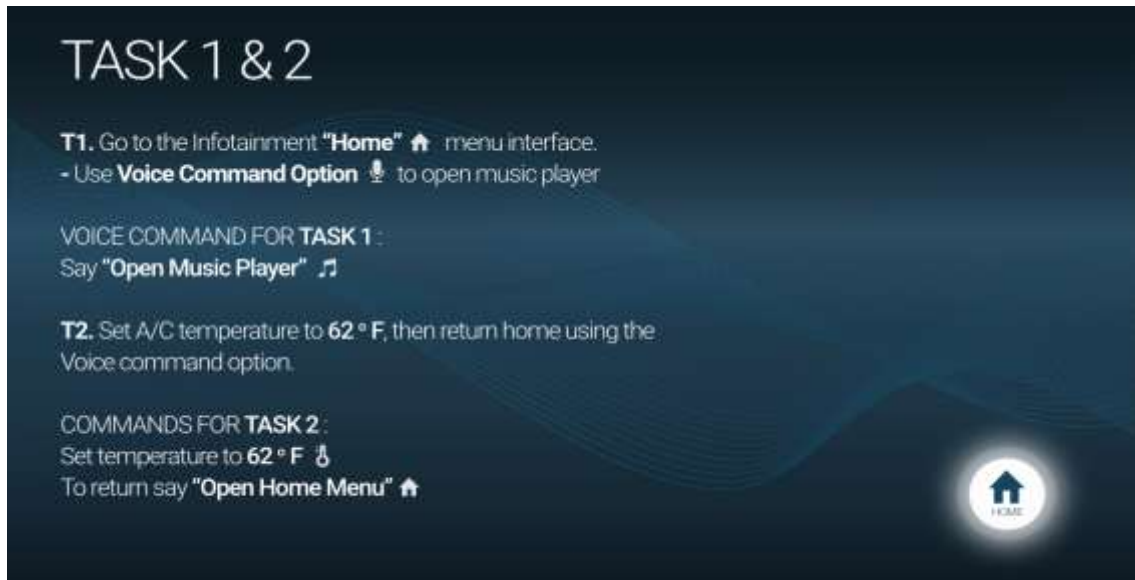 TASK 1 & 2
T1. Go to the Infotainment “Home” menu interface.
- Use Voice Command Option to open music player
VOICE COMMAND FOR TASK 1 :
Say “Open Music Player”
T2. Set A/C temperature to 62 º F, then return home using the
Voice command option.
COMMANDS FOR TASK 2 :
Set temperature to 62 º F
To return say “Open Home Menu”
HOME